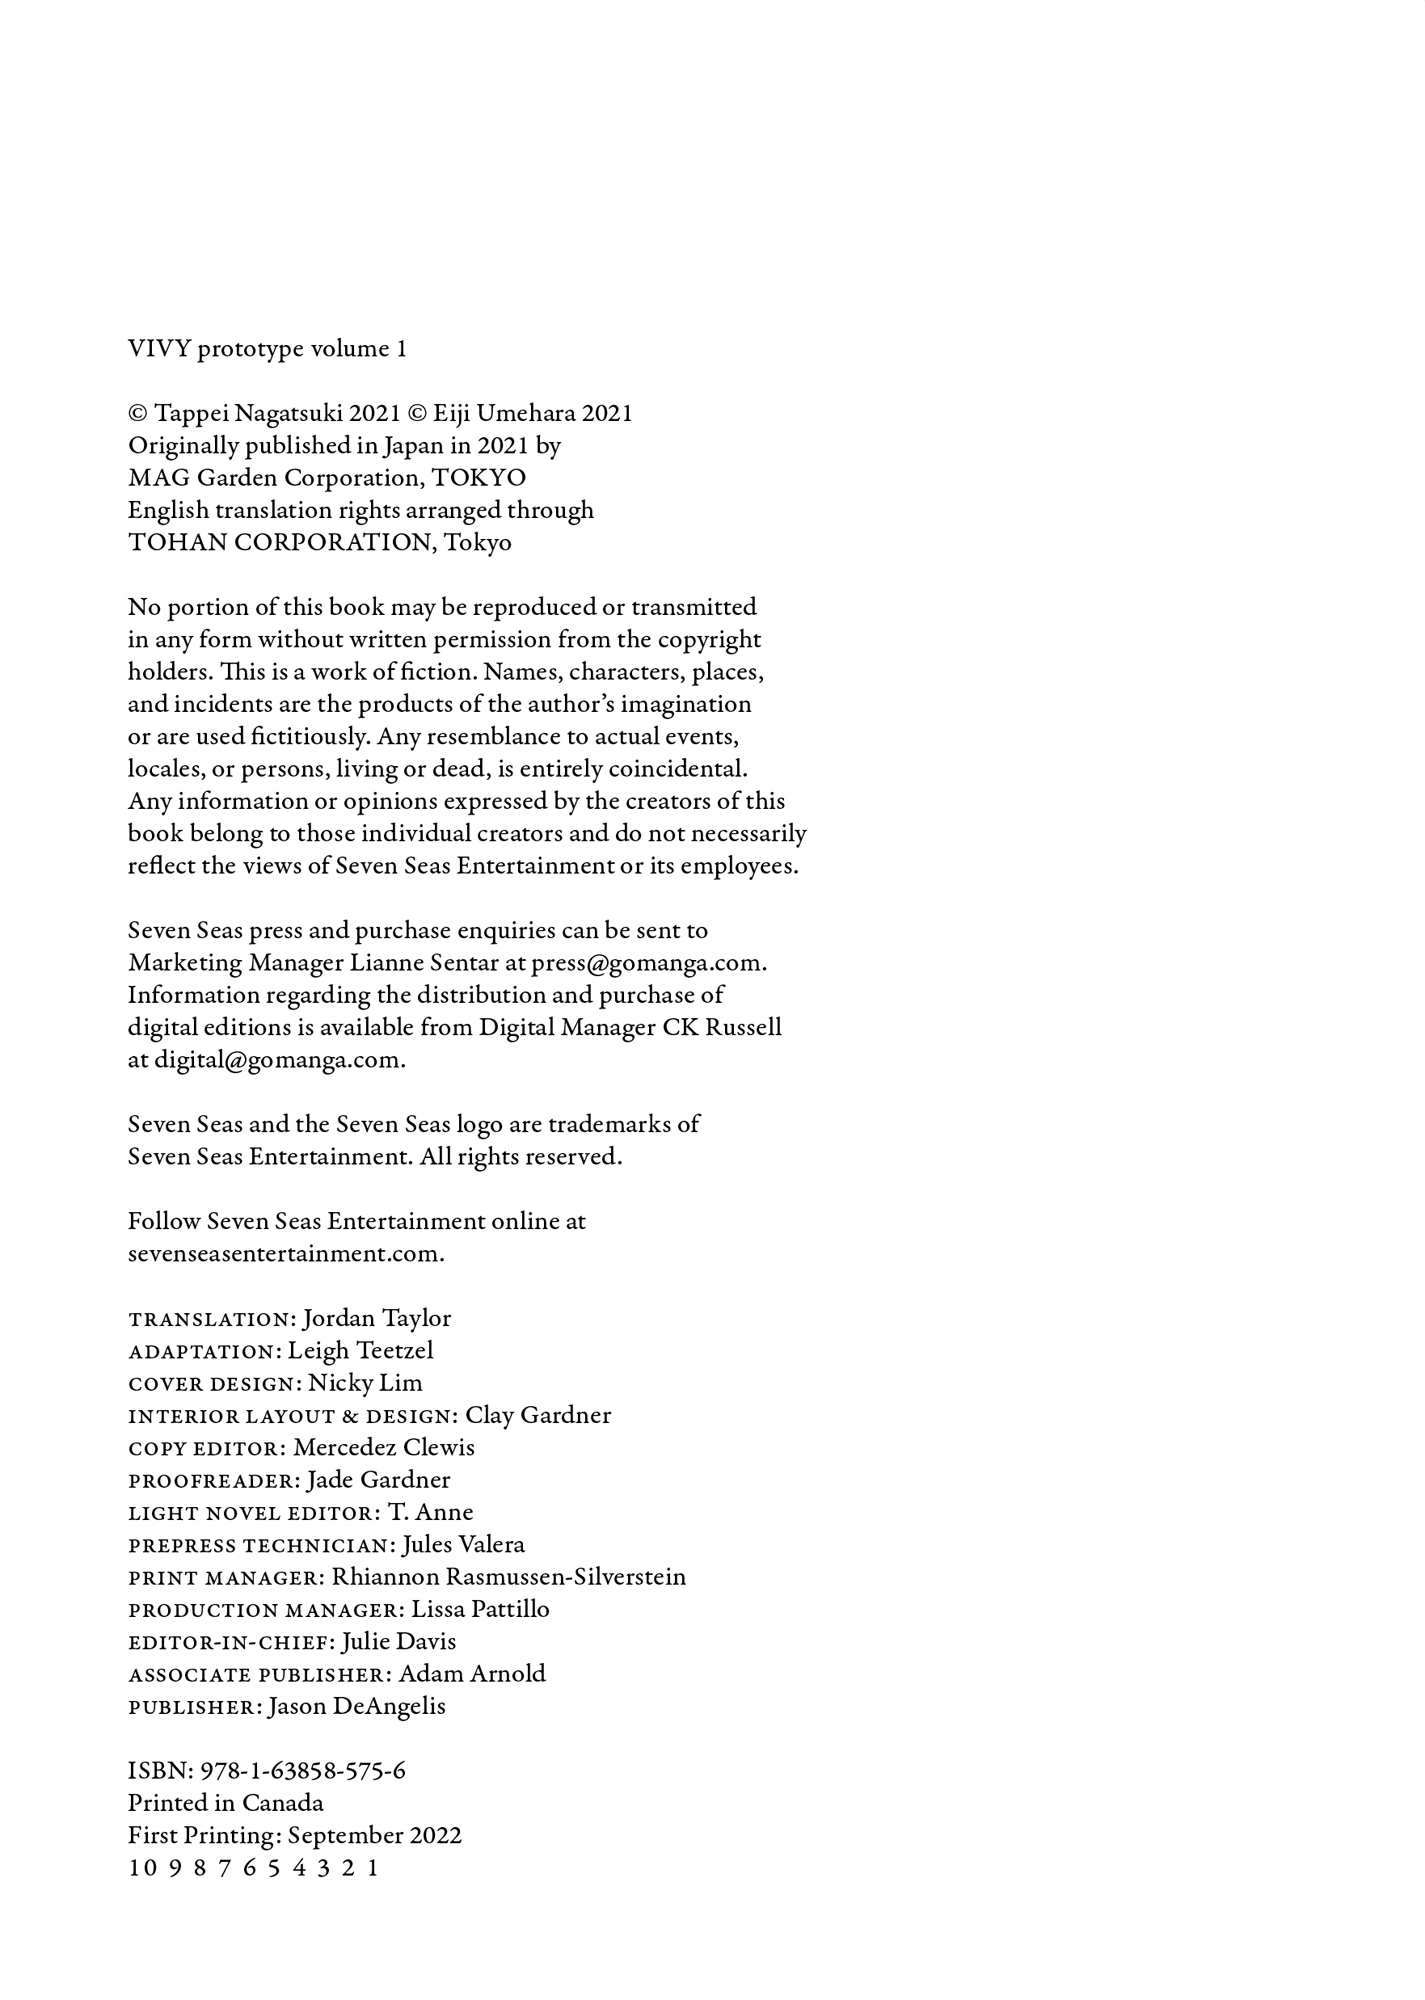 VIVY prototype volume 1
© Tappei Nagatsuki 2021 © Eiji Umehara 2021
Originally published in Japan in 2021 by
MAG Garden Corporation, TOKYO
English translation rights arranged through
TOHAN CORPORATION, Tokyo
No portion of this book may be reproduced or transmitted
in any form without written permission from the copyright
holders. This is a work of fiction. Names, characters, places,
and incidents are the products of the author’s imagination
or are used fictitiously. Any resemblance to actual events,
locales, or persons, living or dead, is entirely coincidental.
Any information or opinions expressed by the creators of this
book belong to those individual creators and do not necessarily
reflect the views of Seven Seas Entertainment or its employees.
Seven Seas press and purchase enquiries can be sent to
Marketing Manager Lianne Sentar at press@gomanga.com.
Information regarding the distribution and purchase of
digital editions is available from Digital Manager CK Russell
at digital@gomanga.com.
Seven Seas and the Seven Seas logo are trademarks of
Seven Seas Entertainment. All rights reserved.
Follow Seven Seas Entertainment online at
sevenseasentertainment.com.
TRANSLATION: Jordan Taylor
ADAPTATION: Leigh Teetzel
COVER DESIGN: Nicky Lim
INTERIOR LAYOUT & DESIGN: Clay Gardner
COPY EDITOR: Mercedez Clewis
PROOFREADER: Jade Gardner
LIGHT NOVEL EDITOR: T. Anne
PREPRESS TECHNICIAN: Jules Valera
PRINT MANAGER: Rhiannon Rasmussen-Silverstein
PRODUCTION MANAGER: Lissa Pattillo
EDITOR-IN-CHIEF: Julie Davis
ASSOCIATE PUBLISHER: Adam Arnold
PUBLISHER: Jason DeAngelis
ISBN: 978-1-63858-575-6
Printed in Canada
First Printing: September 2022
10 9 8 7 6 5 4 3 2 1